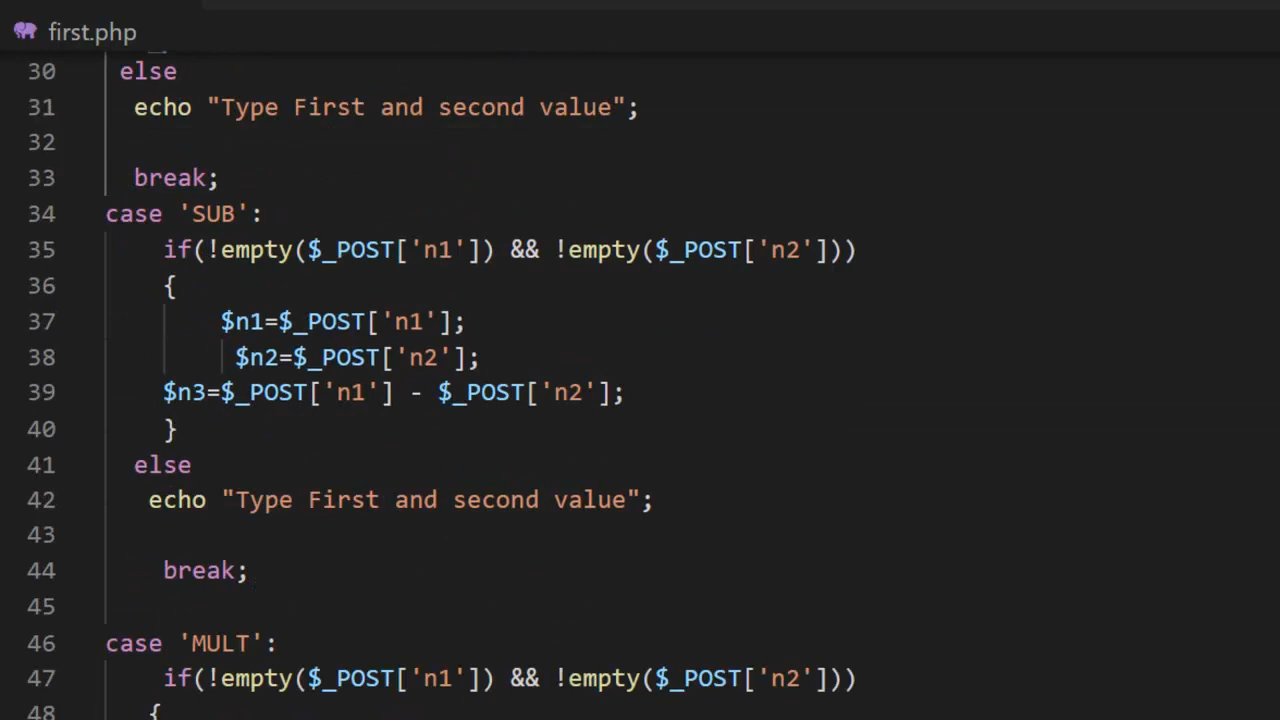 first.php
30 else
31 echo "Type First and second value";
32
33 break;
34 case 'SUB':
35 if(!empty($_POST['n1']) && !empty($_POST['n2']))
36 {
37 $n1=$_POST['n1'];
38 $n2=$_POST['n2'];
39 $n3=$_POST['n1'] - $_POST['n2'];
40 }
41 else
42 echo "Type First and second value";
43
44 break;
45
46 case 'MULT':
47 if(!empty($_POST['n1']) && !empty($_POST['n2']))
48 {